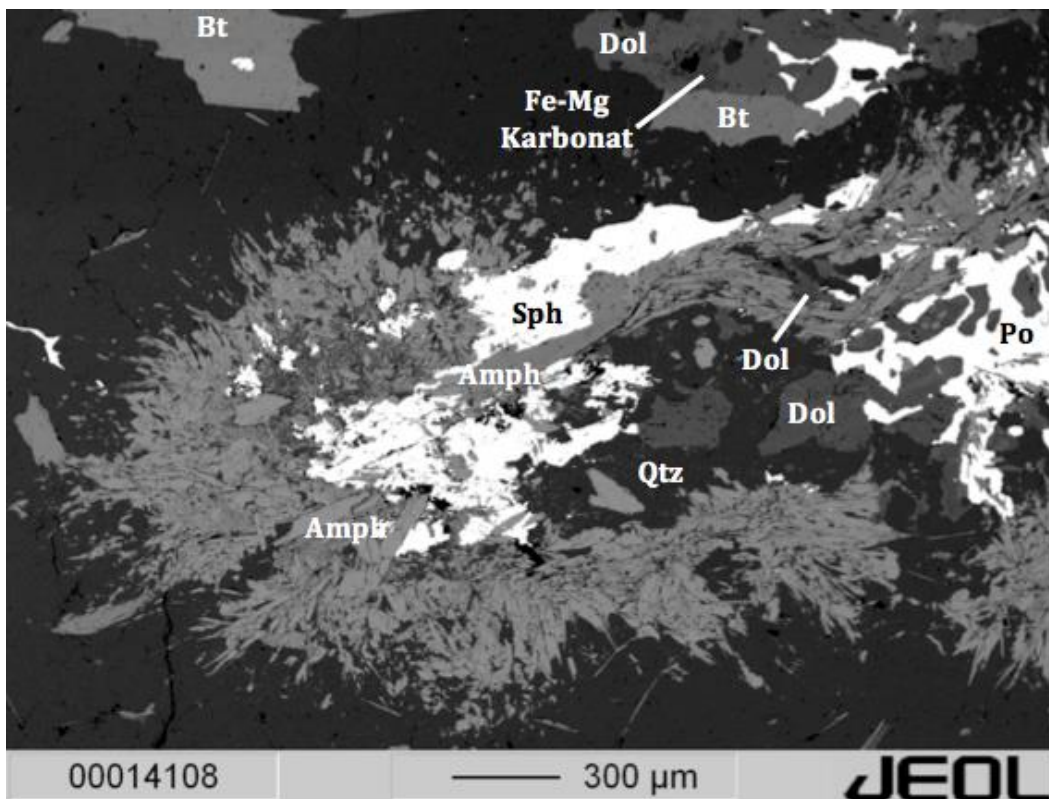 Bt
Dol
Fe-Mg
Karbonat
Bt
Sph
Po
Dol
Amph
Dol
Qtz
Amph
00014108
300 µm
JEOL